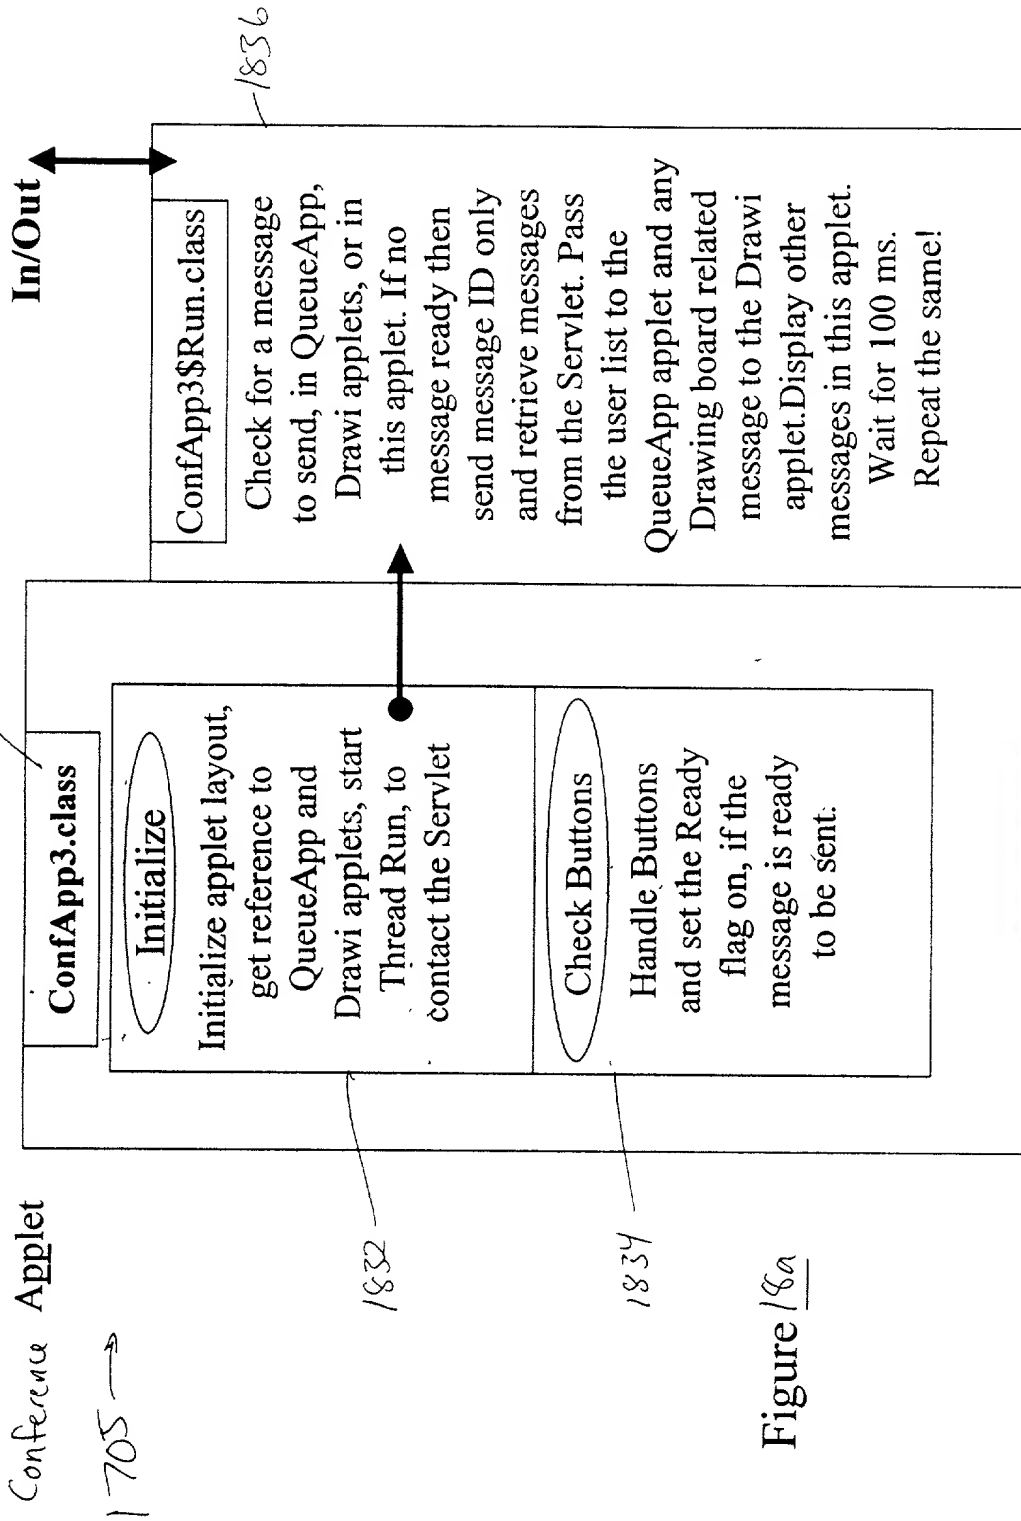 Conference Applet
1705
ConfApp3.class
Initialize
Initialize applet layout,
get reference to
QueueApp and
Drawi applets, start
Thread Run, to
contact the Servlet
1832
Check Buttons
Handle Buttons
and set the Ready
flag on, if the
message is ready
to be sent.
1834
In/Out
ConfApp3$Run.class
1836
Check for a message
to send, in QueueApp,
Drawi applets, or in
this applet. If no
message ready then
send message ID only
and retrieve messages
from the Servlet. Pass
the user list to the
QueueApp applet and any
Drawing board related
message to the Drawi
applet.Display other
messages in this applet.
Wait for 100 ms.
Repeat the same!
Figure 18a